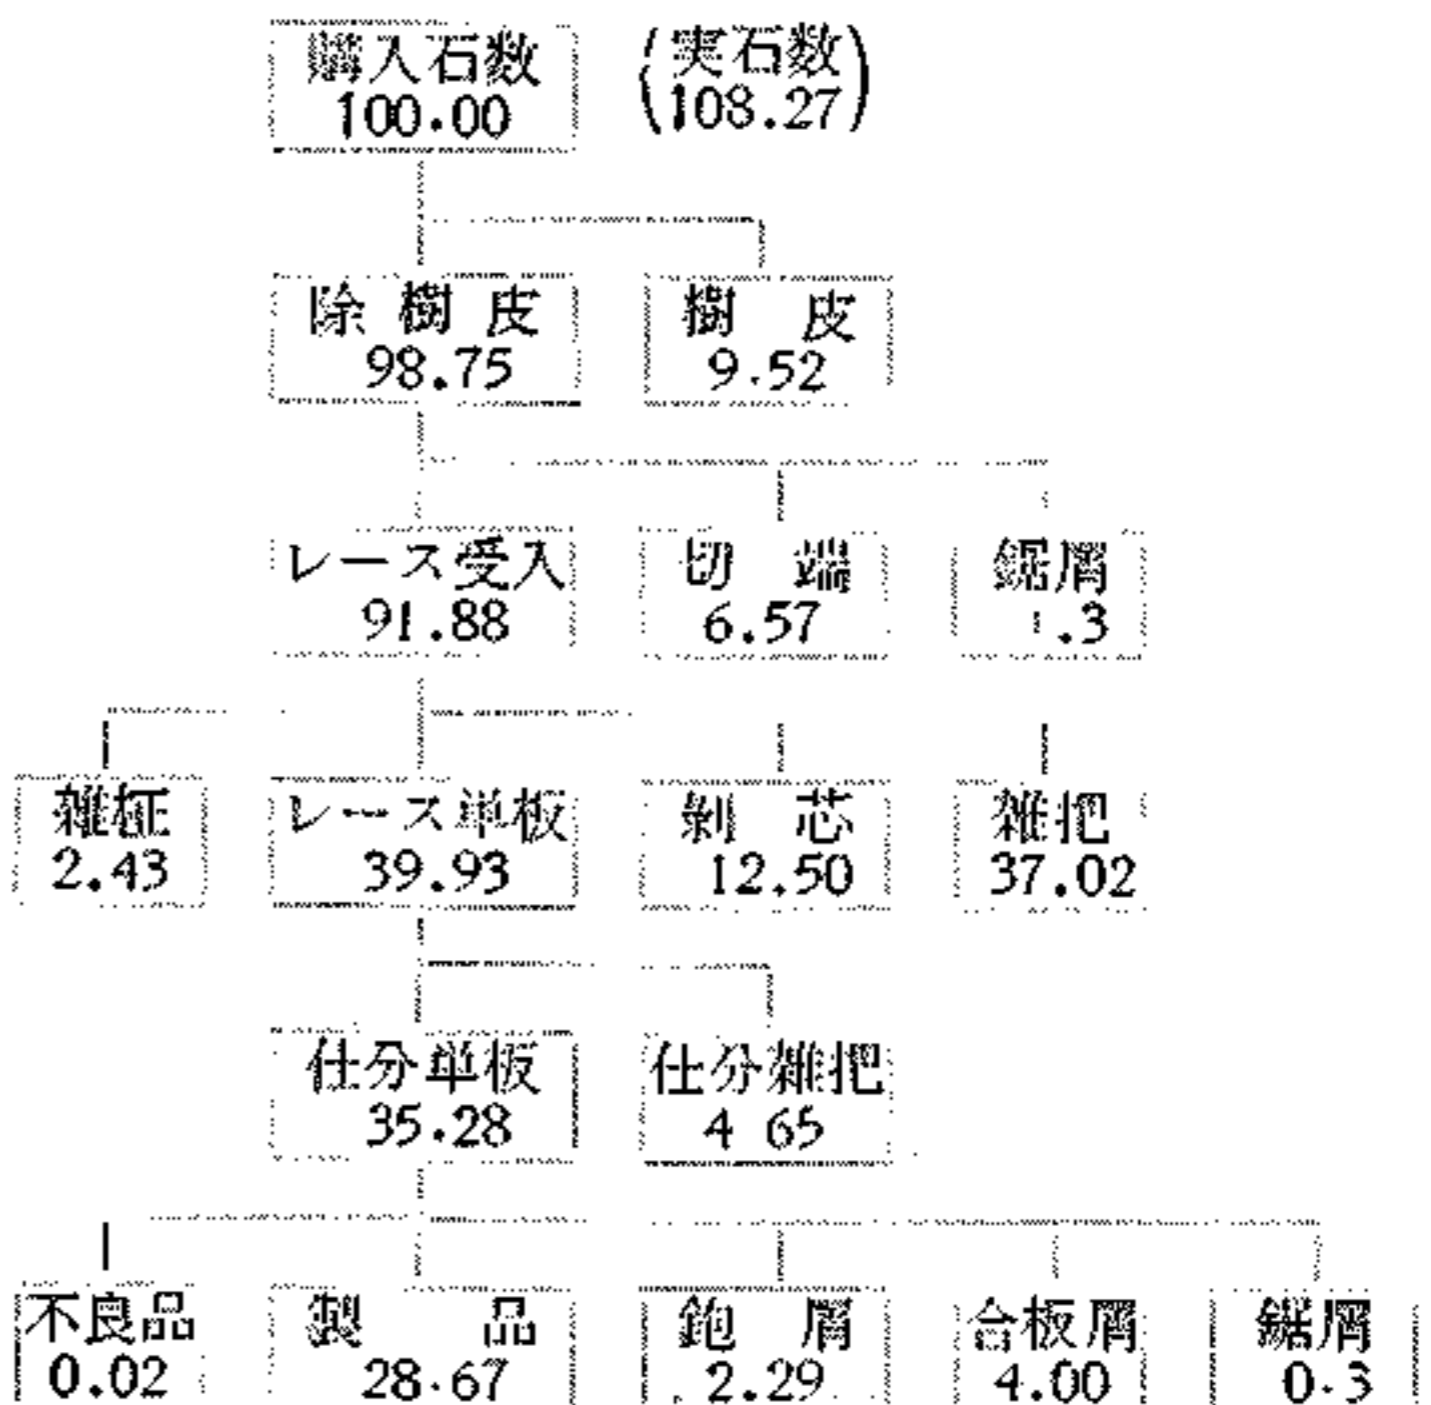 購入石数 (実石数
100.00 108.27)
除樹皮 樹皮
98.75 9.52
レース受入 切端 鋸屑
91.88 6.57 .3
雑柾 レース単板 剝芯 雑把
2.43 39.93 12.50 37.02
仕分単板 仕分雑把
35.28 4 65
不良品 製品 鉋屑 合板屑 鋸屑
0.02 28.67 2.29 4.00 0.3